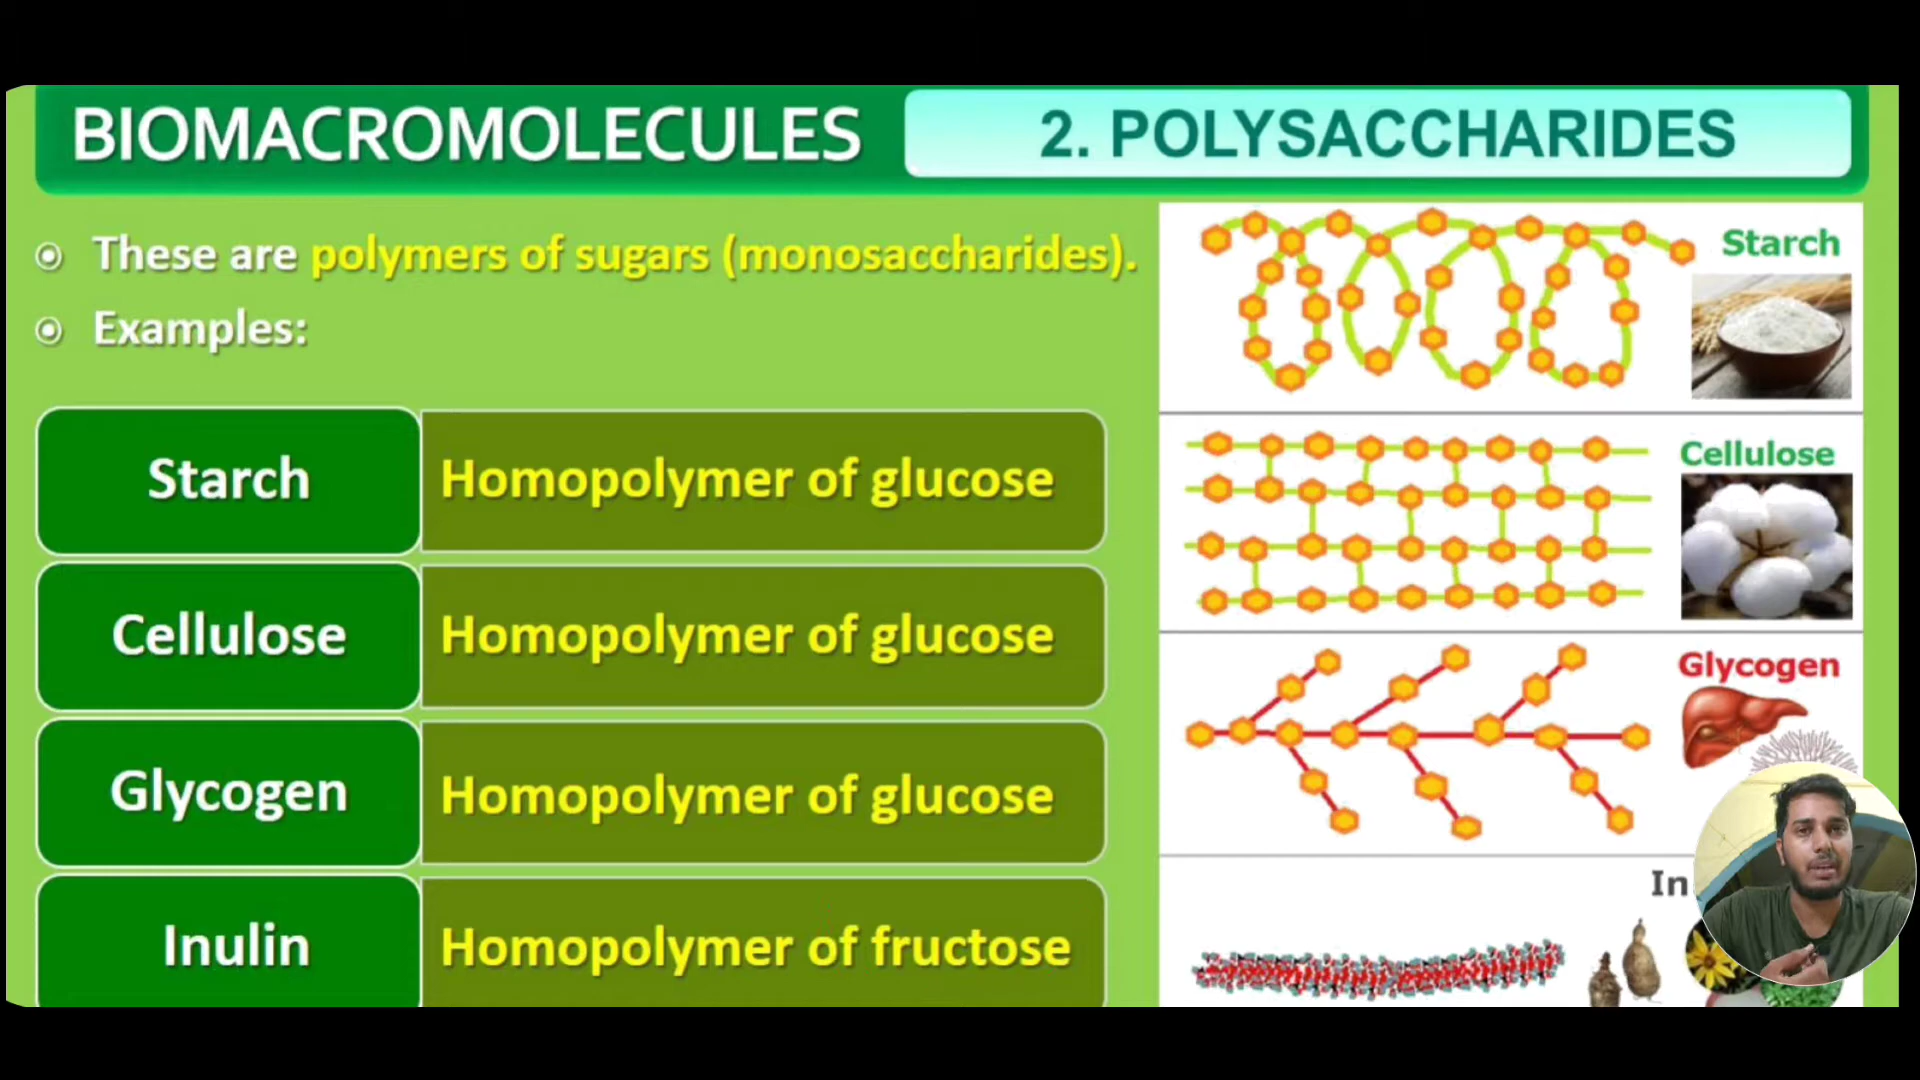 BIOMACROMOLECULES
2. POLYSACCHARIDES
These are polymers of sugars (monosaccharides).
Examples:
Starch
Homopolymer of glucose
Cellulose
Homopolymer of glucose
Glycogen
Homopolymer of glucose
Inulin
Homopolymer of fructose
Starch
Cellulose
Glycogen
In